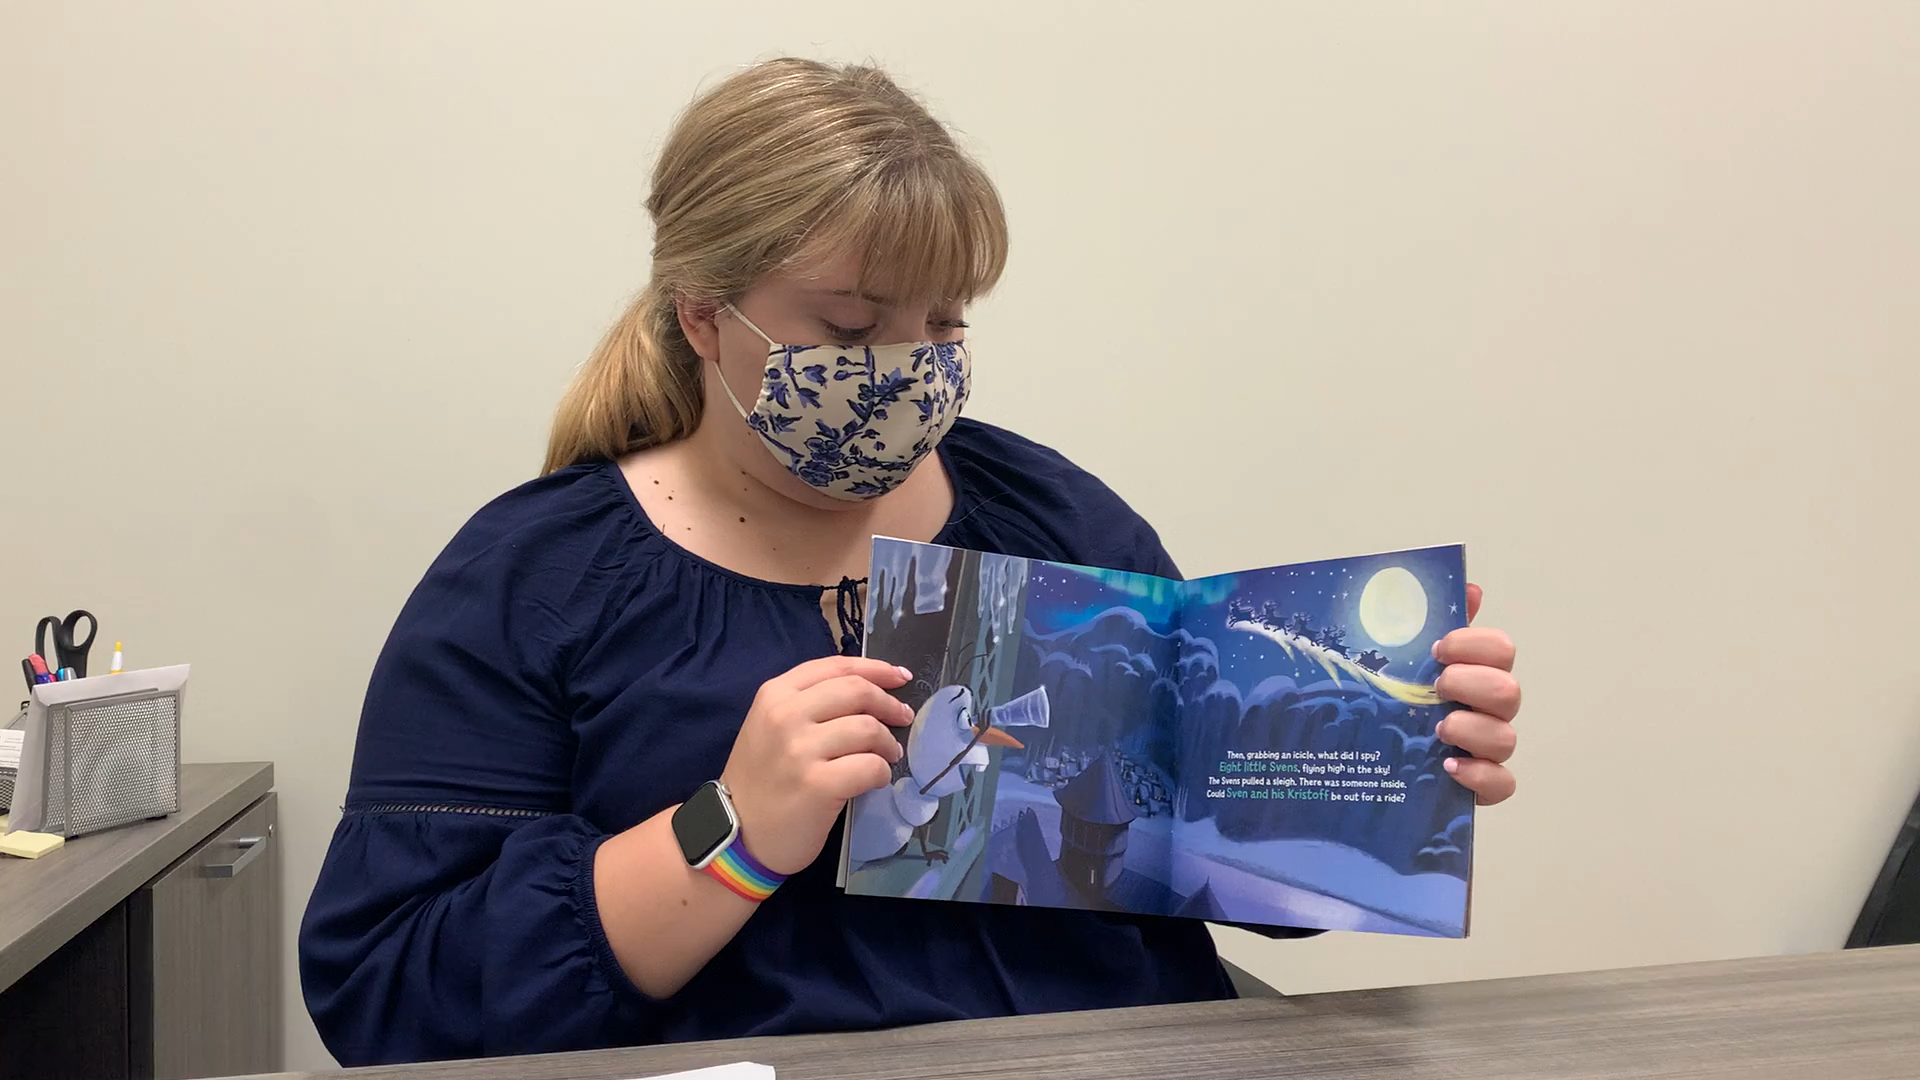 Then, grabbing an icicle, what did I spy?
Eight little Svens, flying high in the sky!
The Svens pulled a sleigh. There was someone inside.
Could Sven and his Kristoff be out for a ride?